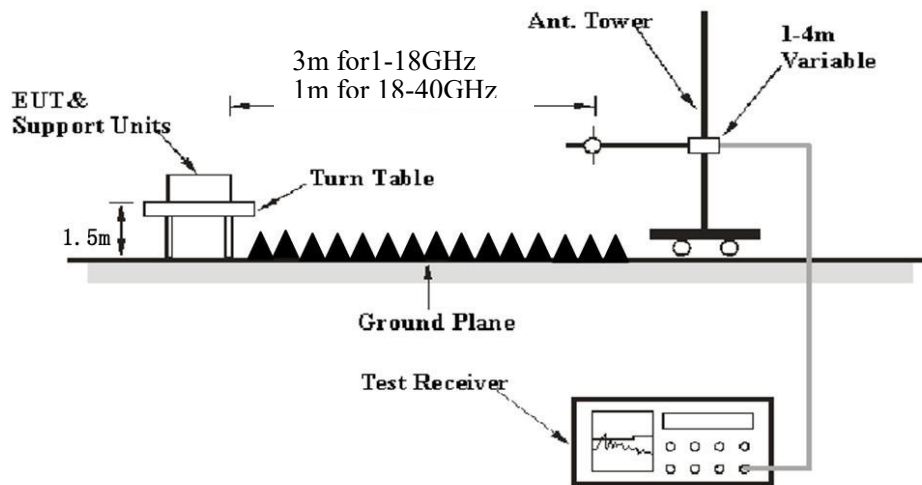 Ant. Tower
1-4m
Variable
3m for1-18GHz
1m for 18-40GHz
EUT&
Support Units
Turn Table
1.5m
Ground Plane
Test Receiver